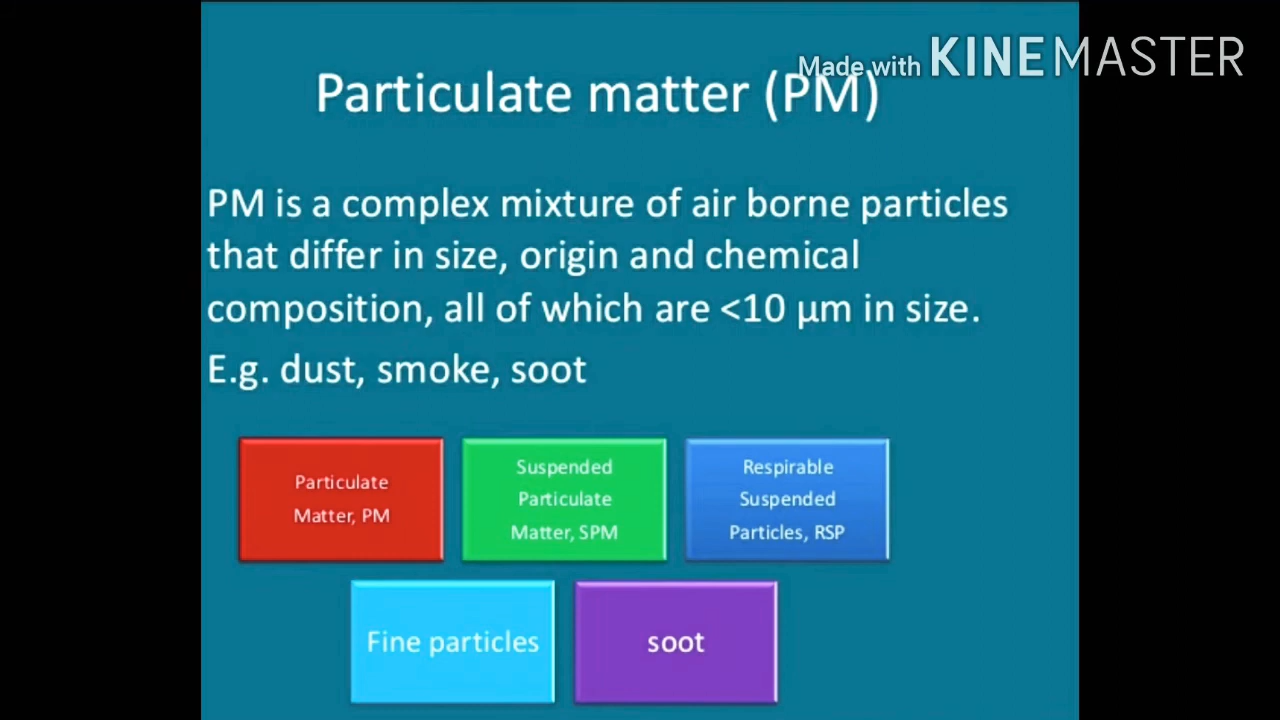 Made with KINEMASTER
Particulate matter (PM)
PM is a complex mixture of air borne particles
that differ in size, origin and chemical
composition, all of which are <10 µm in size.
E.g. dust, smoke, soot
Particulate
Matter, PM
Suspended
Particulate
Matter, SPM
Respirable
Suspended
Particles, RSP
Fine particles
soot